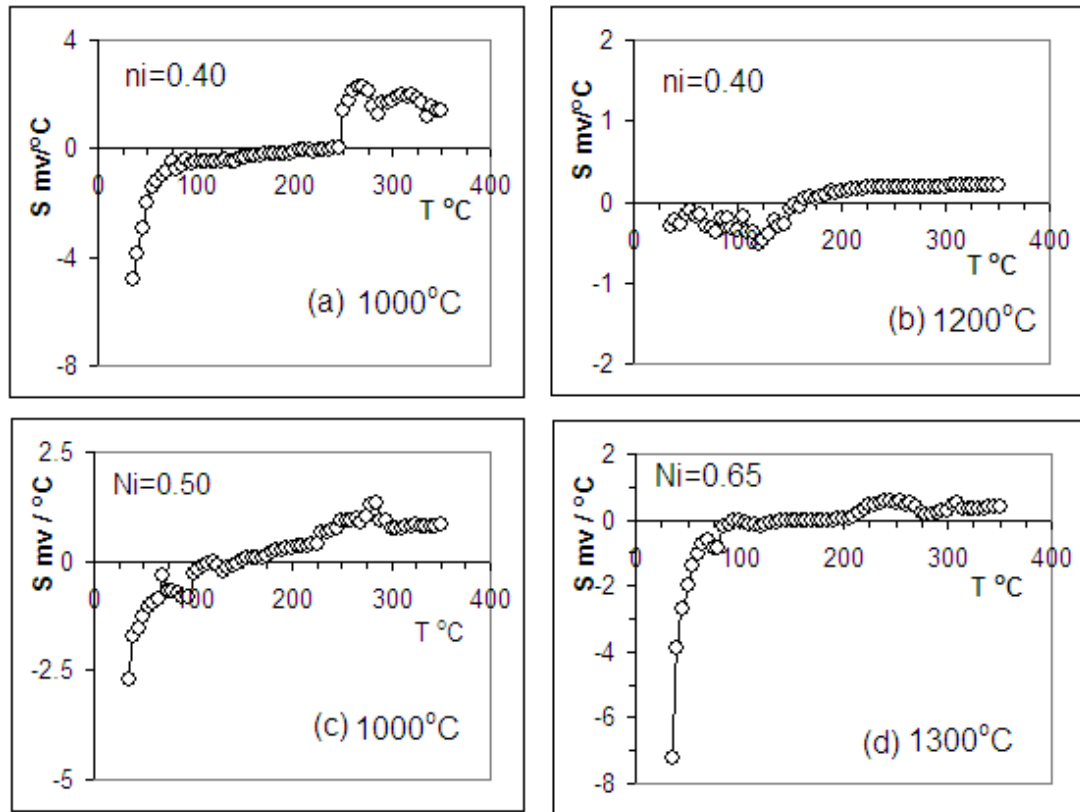 4
0
-4
-8
S mv/°C
ni=0.40
0 100 200 300 400
T °C
(a) 1000°C
2
1
0
-1
-2
S mv/°C
ni=0.40
0 100 200 300 400
T °C
(b) 1200°C
2.5
0
-2.5
-5
S mv / °C
Ni=0.50
0 100 200 300 400
T °C
(c) 1000°C
2
0
-2
-4
-6
-8
S mv/°C
Ni=0.65
0 100 200 300 400
T °C
(d) 1300°C